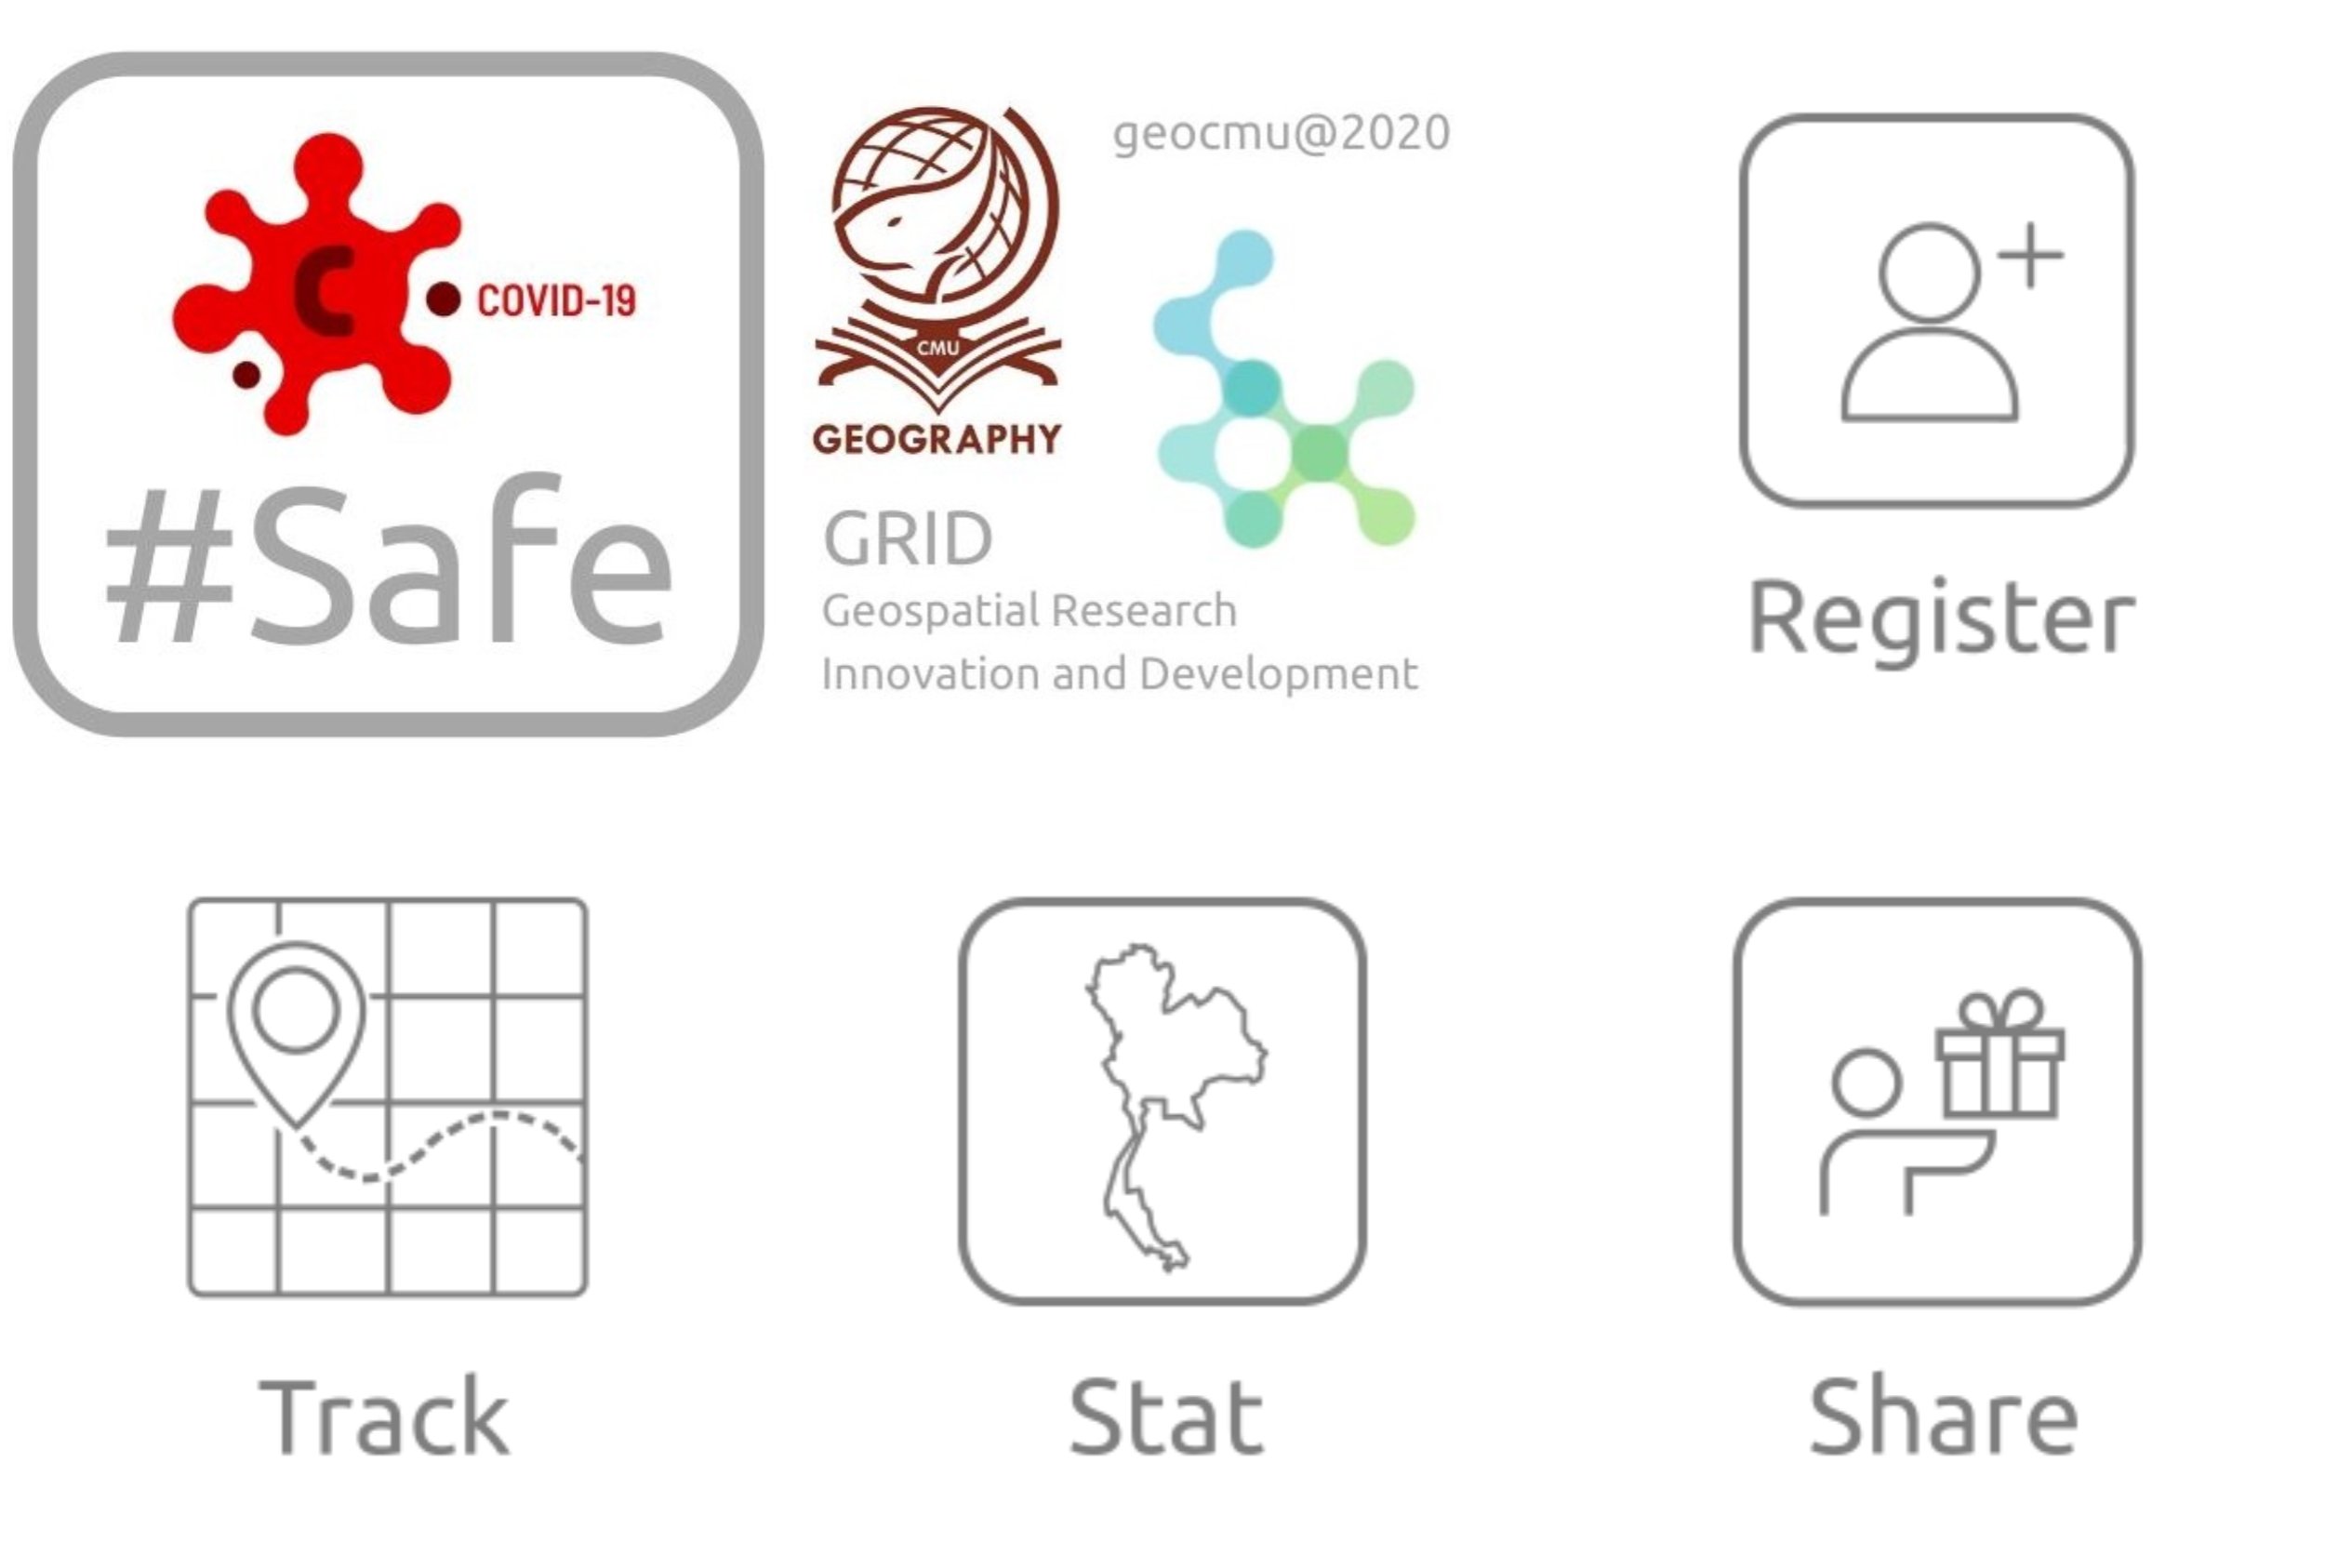 C
COVID-19
#Safe
geocmu@2020
CMU
GEOGRAPHY
GRID
Geospatial Research
Innovation and Development
Register
Track
Stat
Share